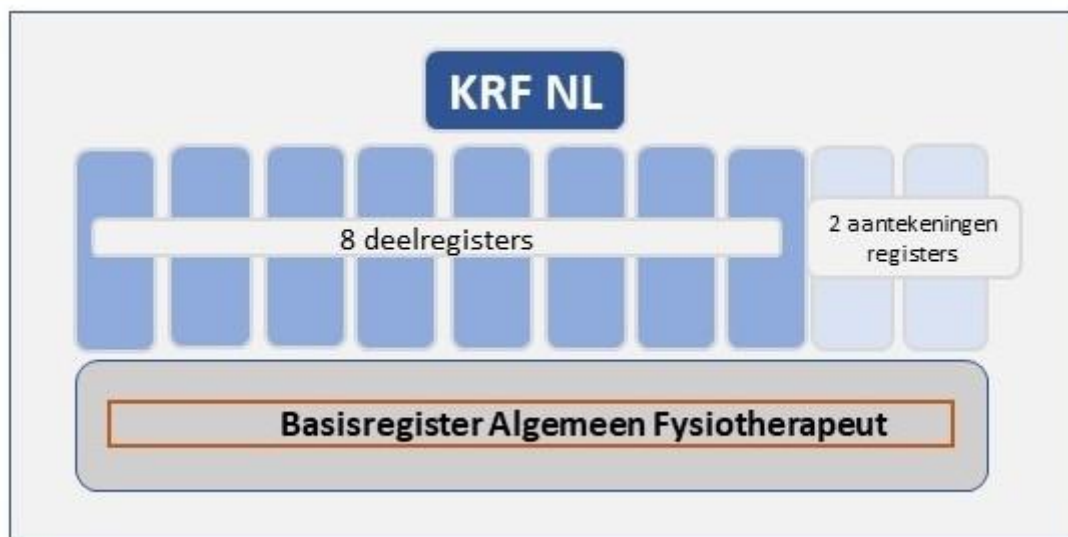 KRF NL
8 deelregisters
2 aantekeningen
registers
Basisregister Algemeen Fysiotherapeut